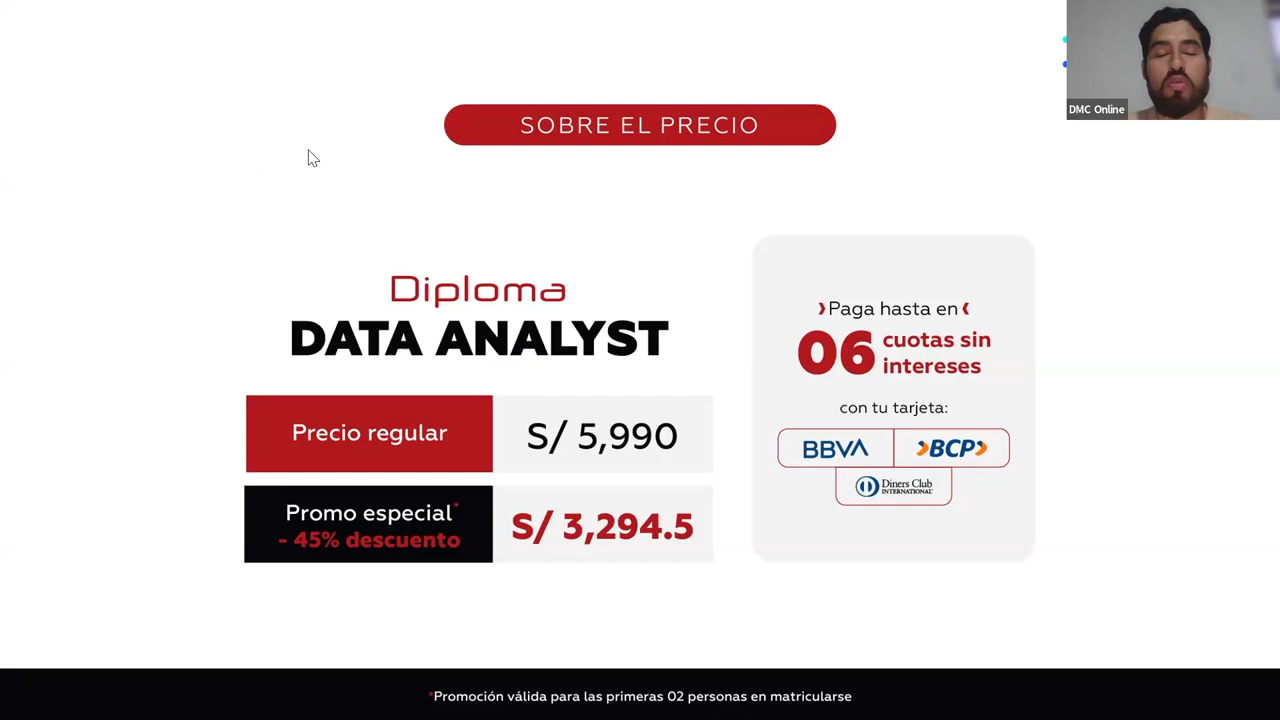 DMC Online
SOBRE EL PRECIO
Diploma
DATA ANALYST
Precio regular
S/ 5,990
Promo especial*
- 45% descuento
S/ 3,294.5
Paga hasta en
06 cuotas sin
intereses
con tu tarjeta:
BBVA
BCP
Diners Club
INTERNATIONAL
*Promoción válida para las primeras 02 personas en matricularse